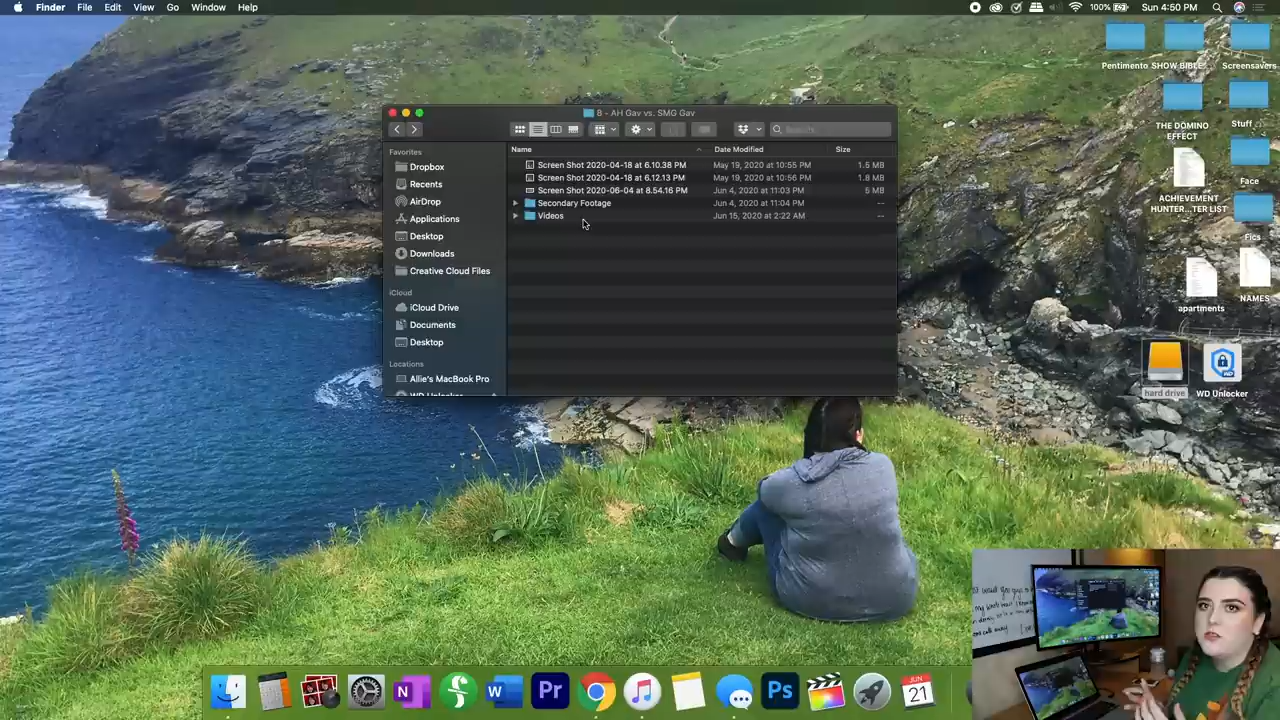 Finder File Edit View Go Window Help
100% Sun 4:50 PM
Pentimento SHOW BIBLE... Screensavers
THE DOMINO EFFECT
Stuff
Face
ACHIEVEMENT HUNTER...TER LIST
Fics
apartments
NAMES
hard drive
WD Unlocker
8 - AH Gav vs. SMG Gav
Search
Favorites
Dropbox
Recents
AirDrop
Applications
Desktop
Downloads
Creative Cloud Files
iCloud
iCloud Drive
Documents
Desktop
Locations
Allie's MacBook Pro
WD Unlocker
Name Date Modified Size
Screen Shot 2020-04-18 at 6.10.38 PM May 19, 2020 at 10:55 PM 1.5 MB
Screen Shot 2020-04-18 at 6.12.13 PM May 19, 2020 at 10:56 PM 1.8 MB
Screen Shot 2020-06-04 at 8.54.16 PM Jun 4, 2020 at 11:03 PM 5 MB
Secondary Footage Jun 4, 2020 at 11:04 PM --
Videos Jun 15, 2020 at 2:22 AM --
N W Pr Ps JUN 21